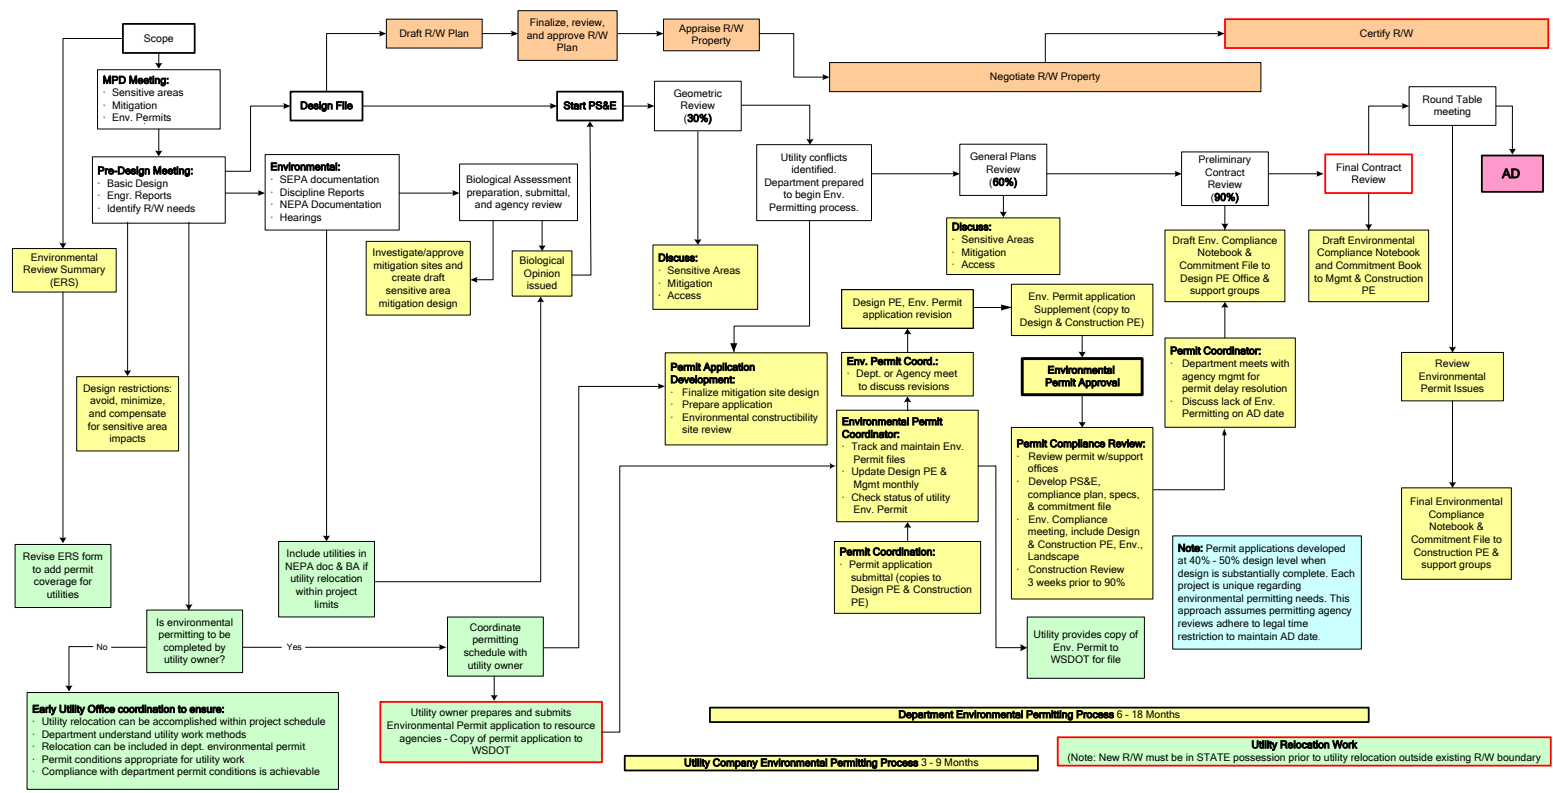 Scope
Draft R/W Plan
Finalize, review,
and approve R/W
Plan
Appraise R/W
Property
Certify R/W
Negotiate R/W Property
MPD Meeting:
· Sensitive areas
· Mitigation
· Env. Permits
Design File
Start PS&E
Geometric
Review
(30%)
Round Table
meeting
Pre-Design Meeting:
· Basic Design
· Engr. Reports
· Identify R/W needs
Environmental:
· SEPA documentation
· Discipline Reports
· NEPA Documentation
· Hearings
Biological Assessment
preparation, submittal,
and agency review
Utility conflicts
identified.
Department prepared
to begin Env.
Permitting process.
General Plans
Review
(60%)
Preliminary
Contract
Review
(90%)
Final Contract
Review
AD
Environmental
Review Summary
(ERS)
Investigate/approve
mitigation sites and
create draft
sensitive area
mitigation design
Biological
Opinion
issued
Discuss:
· Sensitive Areas
· Mitigation
· Access
Discuss:
· Sensitive Areas
· Mitigation
· Access
Draft Env. Compliance
Notebook &
Commitment File to
Design PE Office &
support groups
Draft Environmental
Compliance Notebook
and Commitment Book
to Mgmt & Construction
PE
Design PE, Env. Permit
application revision
Env. Permit application
Supplement (copy to
Design & Construction PE)
Design restrictions:
avoid, minimize,
and compensate
for sensitive area
impacts
Permit Application
Development:
· Finalize mitigation site design
· Prepare application
· Environmental constructibility
site review
Env. Permit Coord.:
· Dept. or Agency meet
to discuss revisions
Environmental
Permit Approval
Permit Coordinator:
· Department meets with
agency mgmt for
permit delay resolution
· Discuss lack of Env.
Permitting on AD date
Review
Environmental
Permit Issues
Environmental Permit
Coordinator:
· Track and maintain Env.
Permit files
· Update Design PE &
Mgmt monthly
· Check status of utility
Env. Permit
Permit Compliance Review:
· Review permit w/support
offices
· Develop PS&E,
compliance plan, specs,
& commitment file
· Env. Compliance
meeting, include Design
& Construction PE, Env.,
Landscape
· Construction Review
3 weeks prior to 90%
Final Environmental
Compliance
Notebook &
Commitment File to
Construction PE &
support groups
Revise ERS form
to add permit
coverage for
utilities
Include utilities in
NEPA doc & BA if
utility relocation
within project
limits
Permit Coordination:
· Permit application
submittal (copies to
Design PE & Construction
PE)
Note: Permit applications developed
at 40% - 50% design level when
design is substantially complete. Each
project is unique regarding
environmental permitting needs. This
approach assumes permitting agency
reviews adhere to legal time
restriction to maintain AD date.
Is environmental
permitting to be
completed by
utility owner?
No
Yes
Coordinate
permitting
schedule with
utility owner
Utility provides copy of
Env. Permit to
WSDOT for file
Early Utility Office coordination to ensure:
· Utility relocation can be accomplished within project schedule
· Department understand utility work methods
· Relocation can be included in dept. environmental permit
· Permit conditions appropriate for utility work
· Compliance with department permit conditions is achievable
Utility owner prepares and submits
Environmental Permit application to resource
agencies - Copy of permit application to
WSDOT
Department Environmental Permitting Process 6 - 18 Months
Utility Company Environmental Permitting Process 3 - 9 Months
Utility Relocation Work
(Note: New R/W must be in STATE possession prior to utility relocation outside existing R/W boundary